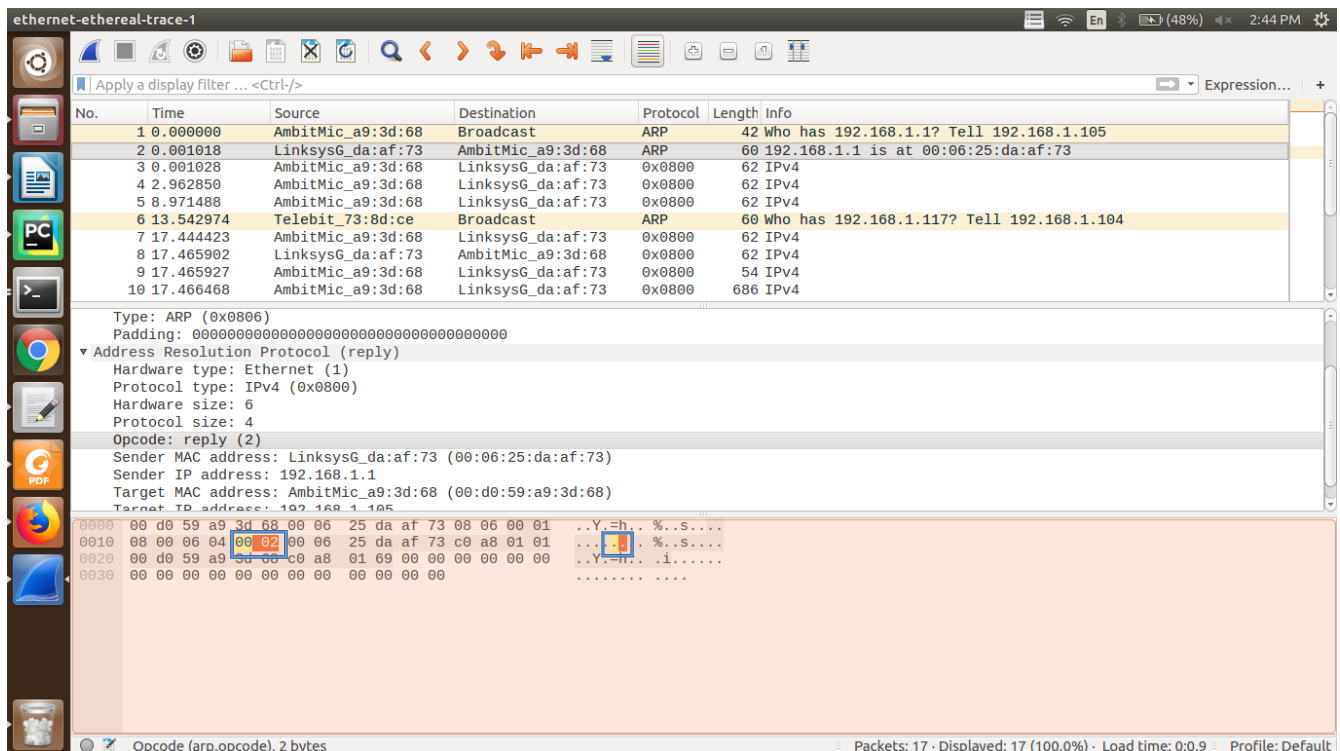 ethernet-ethereal-trace-1 En (48%) 2:44 PM
Apply a display filter … <Ctrl-/> Expression… +
No. Time Source Destination Protocol Length Info
1 0.000000 AmbitMic_a9:3d:68 Broadcast ARP 42 Who has 192.168.1.1? Tell 192.168.1.105
2 0.001018 LinksysG_da:af:73 AmbitMic_a9:3d:68 ARP 60 192.168.1.1 is at 00:06:25:da:af:73
3 0.001028 AmbitMic_a9:3d:68 LinksysG_da:af:73 0x0800 62 IPv4
4 2.962850 AmbitMic_a9:3d:68 LinksysG_da:af:73 0x0800 62 IPv4
5 8.971488 AmbitMic_a9:3d:68 LinksysG_da:af:73 0x0800 62 IPv4
6 13.542974 Telebit_73:8d:ce Broadcast ARP 60 Who has 192.168.1.117? Tell 192.168.1.104
7 17.444423 AmbitMic_a9:3d:68 LinksysG_da:af:73 0x0800 62 IPv4
8 17.465902 LinksysG_da:af:73 AmbitMic_a9:3d:68 0x0800 62 IPv4
9 17.465927 AmbitMic_a9:3d:68 LinksysG_da:af:73 0x0800 54 IPv4
10 17.466468 AmbitMic_a9:3d:68 LinksysG_da:af:73 0x0800 686 IPv4
Type: ARP (0x0806)
Padding: 000000000000000000000000000000000000
Address Resolution Protocol (reply)
Hardware type: Ethernet (1)
Protocol type: IPv4 (0x0800)
Hardware size: 6
Protocol size: 4
Opcode: reply (2)
Sender MAC address: LinksysG_da:af:73 (00:06:25:da:af:73)
Sender IP address: 192.168.1.1
Target MAC address: AmbitMic_a9:3d:68 (00:d0:59:a9:3d:68)
Target IP address: 192.168.1.105
0000 00 d0 59 a9 3d 68 00 06 25 da af 73 08 06 00 01 ..Y.=h.. %..s....
0010 08 00 06 04 00 02 00 06 25 da af 73 c0 a8 01 01 ........ %..s....
0020 00 d0 59 a9 3d 68 c0 a8 01 69 00 00 00 00 00 00 ..Y.=h.. .i......
0030 00 00 00 00 00 00 00 00 00 00 00 00 ........ ....
PC
PDF
Opcode (arp.opcode), 2 bytes Packets: 17 · Displayed: 17 (100.0%) · Load time: 0:0.9 Profile: Default